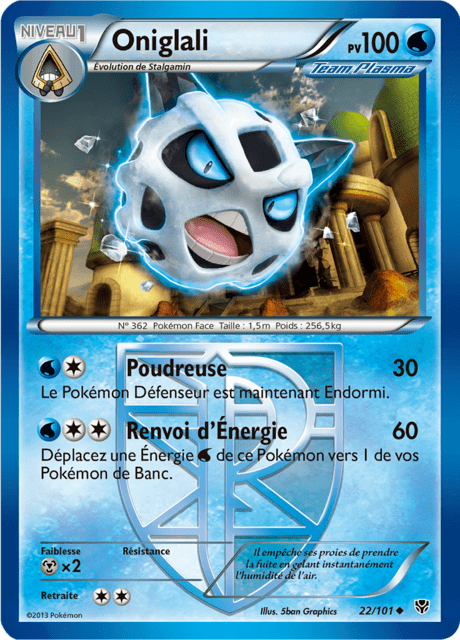 NIVEAU 1
Oniglali
PV100
Évolution de Stalgamin
Team Plasma
N° 362 Pokémon Face Taille : 1,5m Poids : 256,5kg
Poudreuse 30
Le Pokémon Défenseur est maintenant Endormi.
Renvoi d'Énergie 60
Déplacez une Énergie de ce Pokémon vers 1 de vos
Pokémon de Banc.
Faiblesse Résistance
×2
Il empêche ses proies de prendre
la fuite en gelant instantanément
l'humidité de l'air.
Retraite
©2013 Pokémon
Illus. 5ban Graphics
22/101